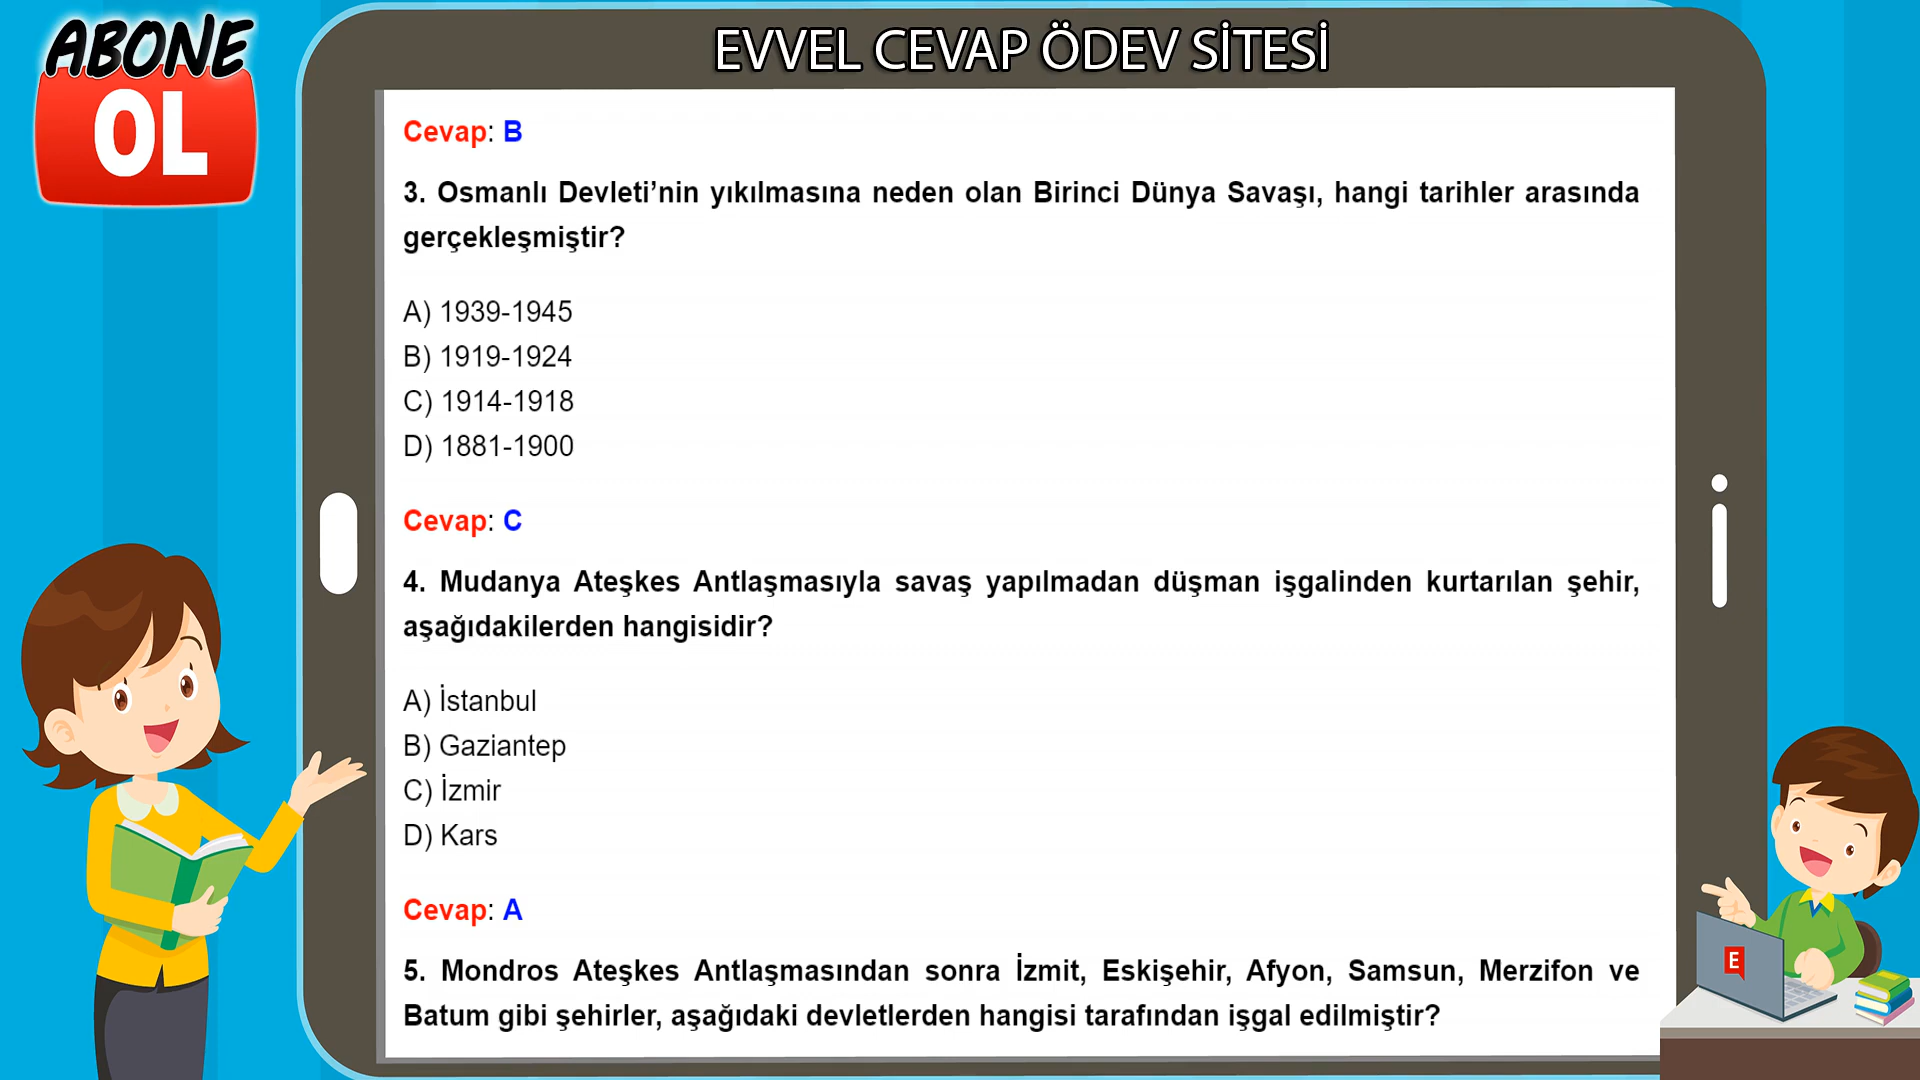 ABONE
OL
EVVEL CEVAP ÖDEV SİTESİ
Cevap: B
3. Osmanlı Devleti’nin yıkılmasına neden olan Birinci Dünya Savaşı, hangi tarihler arasında
gerçekleşmiştir?
A) 1939-1945
B) 1919-1924
C) 1914-1918
D) 1881-1900
Cevap: C
4. Mudanya Ateşkes Antlaşmasıyla savaş yapılmadan düşman işgalinden kurtarılan şehir,
aşağıdakilerden hangisidir?
A) İstanbul
B) Gaziantep
C) İzmir
D) Kars
Cevap: A
5. Mondros Ateşkes Antlaşmasından sonra İzmit, Eskişehir, Afyon, Samsun, Merzifon ve
Batum gibi şehirler, aşağıdaki devletlerden hangisi tarafından işgal edilmiştir?
E